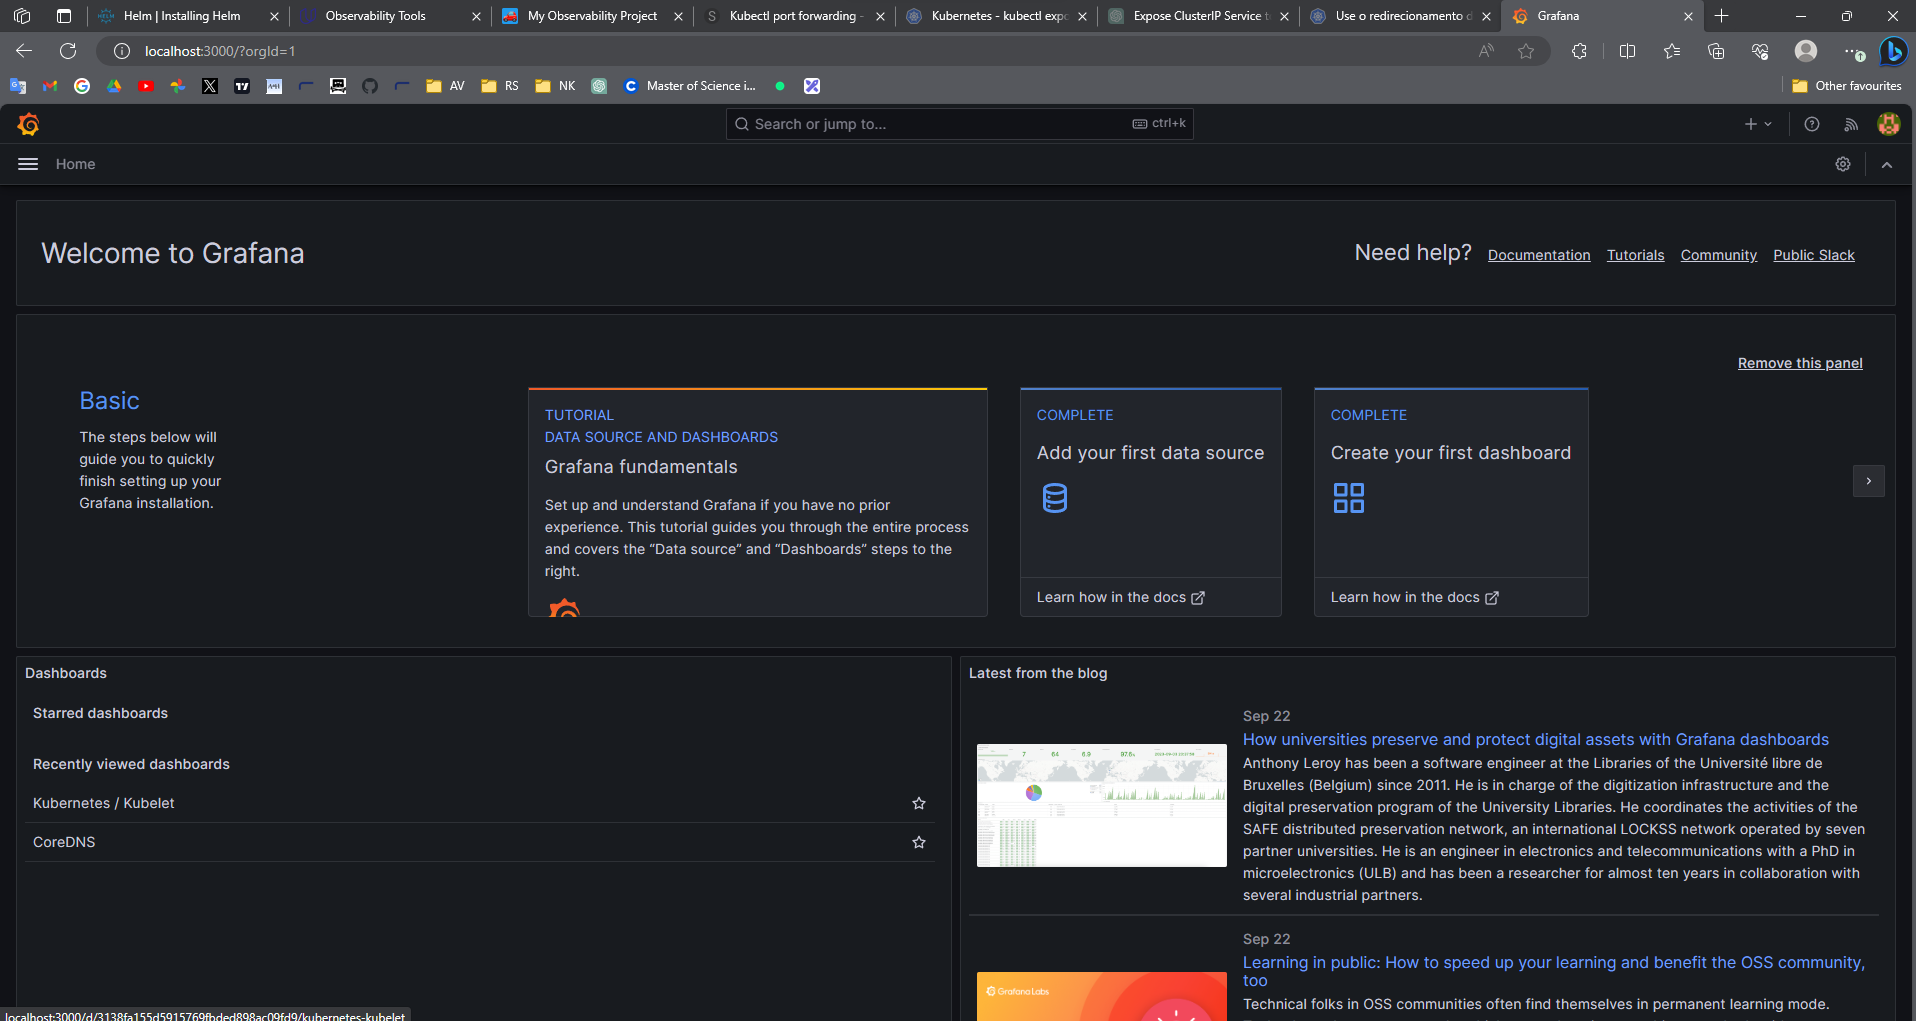 Helm | Installing Helm
Observability Tools
My Observability Project
Kubectl port forwarding -
Kubernetes - kubectl expo
Expose ClusterIP Service t
Use o redirecionamento d
Grafana
localhost:3000/?orgId=1
AV
RS
NK
Master of Science i...
Other favourites
Search or jump to...
ctrl+k
Home
Welcome to Grafana
Need help?
Documentation
Tutorials
Community
Public Slack
Remove this panel
Basic
The steps below will
guide you to quickly
finish setting up your
Grafana installation.
TUTORIAL
DATA SOURCE AND DASHBOARDS
Grafana fundamentals
Set up and understand Grafana if you have no prior
experience. This tutorial guides you through the entire process
and covers the “Data source” and “Dashboards” steps to the
right.
COMPLETE
Add your first data source
Learn how in the docs
COMPLETE
Create your first dashboard
Learn how in the docs
Dashboards
Starred dashboards
Recently viewed dashboards
Kubernetes / Kubelet
CoreDNS
Latest from the blog
Sep 22
How universities preserve and protect digital assets with Grafana dashboards
Anthony Leroy has been a software engineer at the Libraries of the Université libre de
Bruxelles (Belgium) since 2011. He is in charge of the digitization infrastructure and the
digital preservation program of the University Libraries. He coordinates the activities of the
SAFE distributed preservation network, an international LOCKSS network operated by seven
partner universities. He is an engineer in electronics and telecommunications with a PhD in
microelectronics (ULB) and has been a researcher for almost ten years in collaboration with
several industrial partners.
Sep 22
Learning in public: How to speed up your learning and benefit the OSS community,
too
Technical folks in OSS communities often find themselves in permanent learning mode.
GrafanaLabs
localhost:3000/d/3138fa155d5915769fbded898ac09fd9/kubernetes-kubelet